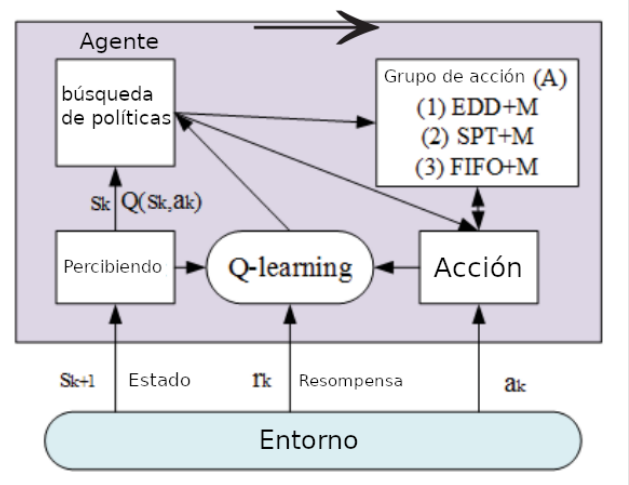 Agente
búsqueda
de políticas
Grupo de acción (A)
(1) EDD+M
(2) SPT+M
(3) FIFO+M
Sk Q(Sk,ak)
Percibiendo
Q-learning
Acción
Sk+1 Estado
rk Resompensa
ak
Entorno